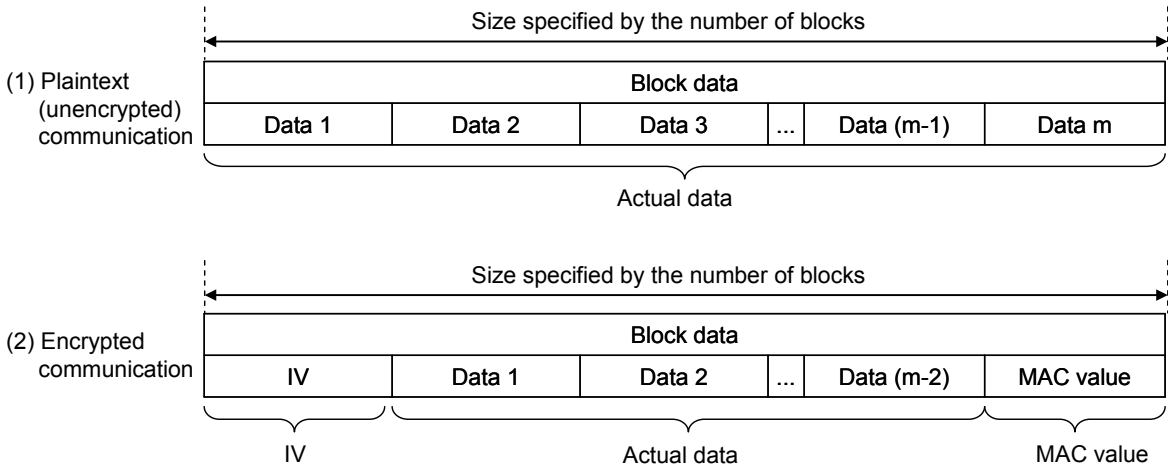 Size specified by the number of blocks
(1) Plaintext
(unencrypted)
communication
Block data
Data 1 Data 2 Data 3 ... Data (m-1) Data m
Actual data
Size specified by the number of blocks
(2) Encrypted
communication
Block data
IV Data 1 Data 2 ... Data (m-2) MAC value
IV Actual data MAC value